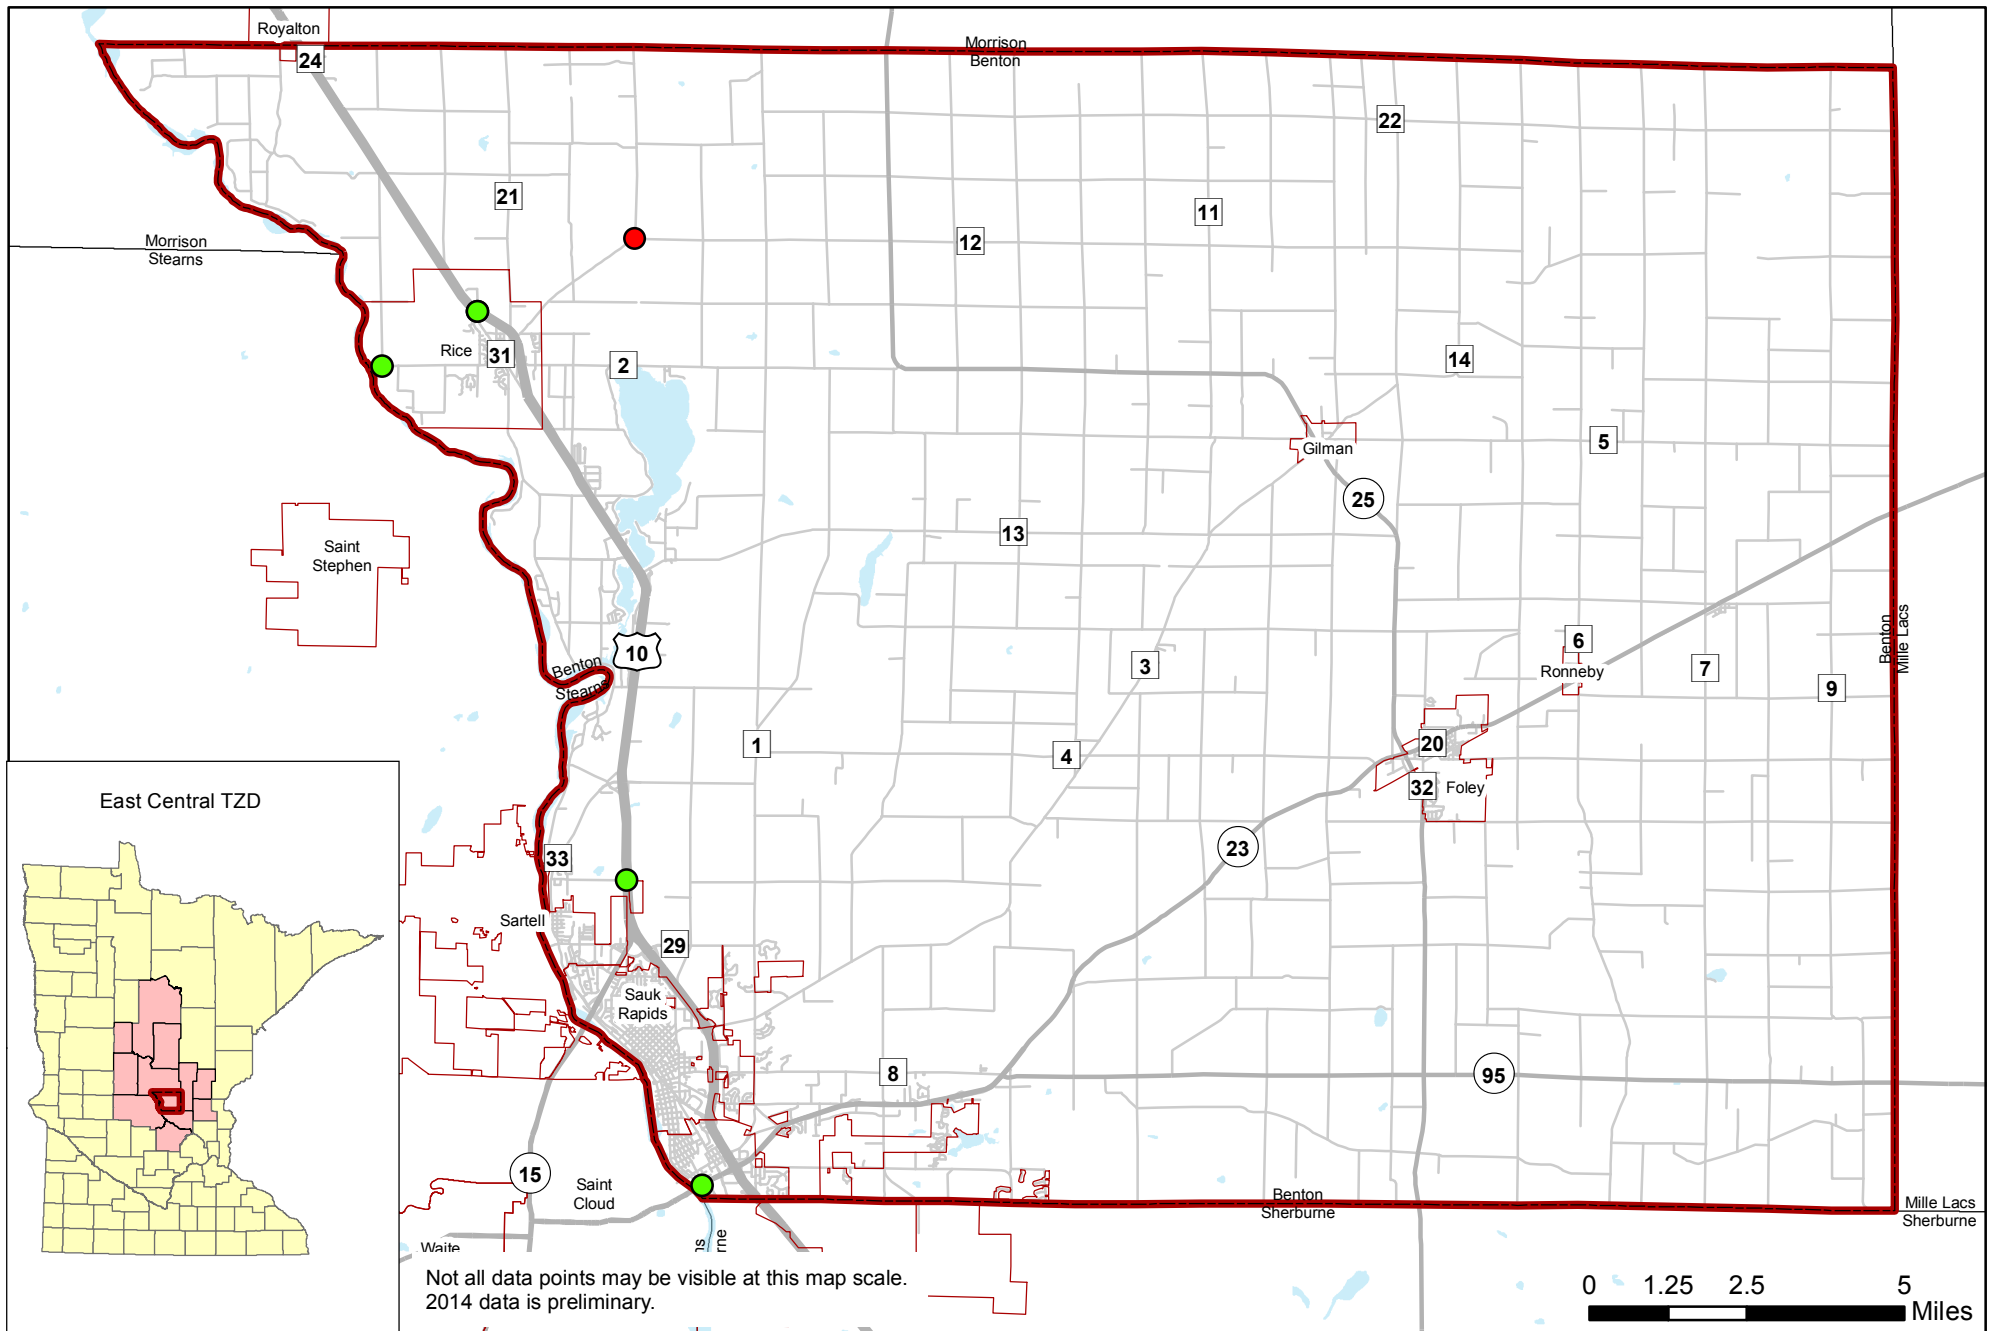 Royalton
24
Morrison
Benton
22
21
11
12
Morrison
Stearns
Rice
31
2
14
Gilman
5
25
13
Saint
Stephen
10
Benton
Stearns
6
3
Ronneby
7
9
Benton
Mille Lacs
1
4
20
32
Foley
East Central TZD
23
33
Sartell
29
Sauk
Rapids
8
95
15
Saint
Cloud
Benton
Sherburne
Mille Lacs
Sherburne
Waite
ns
rne
Not all data points may be visible at this map scale.
2014 data is preliminary.
0 1.25 2.5 5
Miles